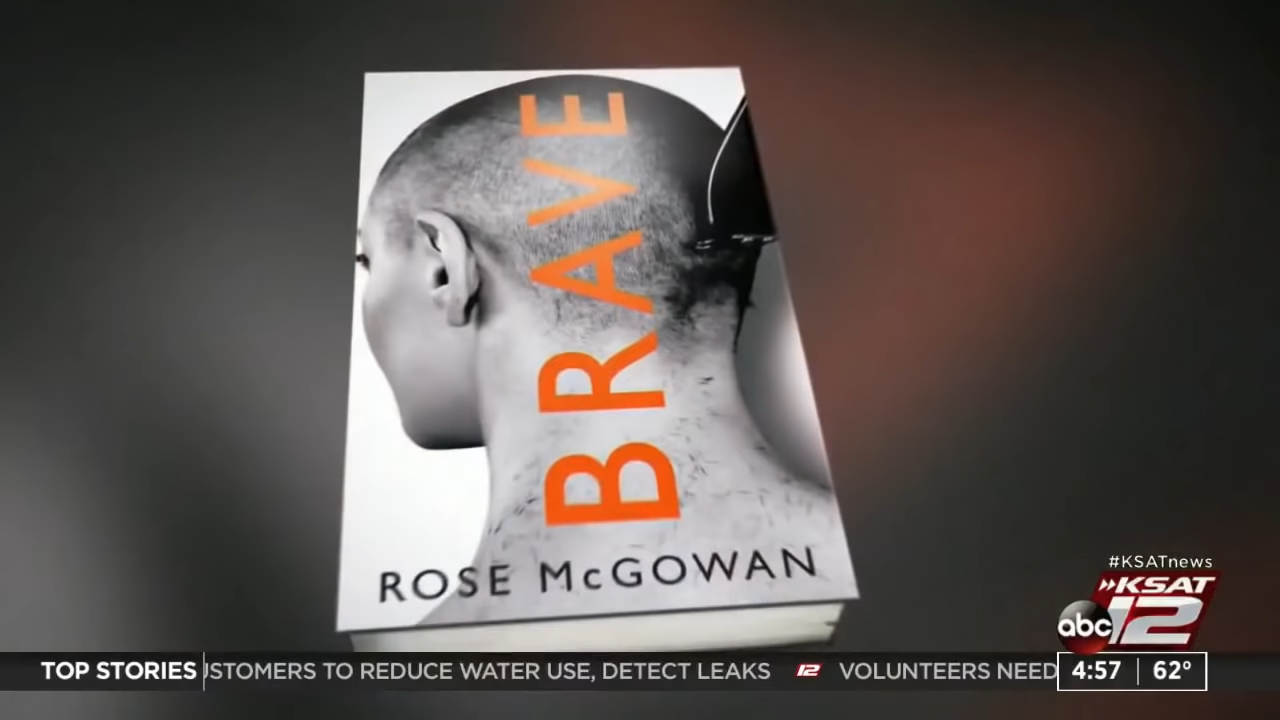 BRAVE
ROSE McGOWAN
#KSATnews
KSAT
abc 12
TOP STORIES
USTOMERS TO REDUCE WATER USE, DETECT LEAKS 12 VOLUNTEERS NEED
4:57 62°